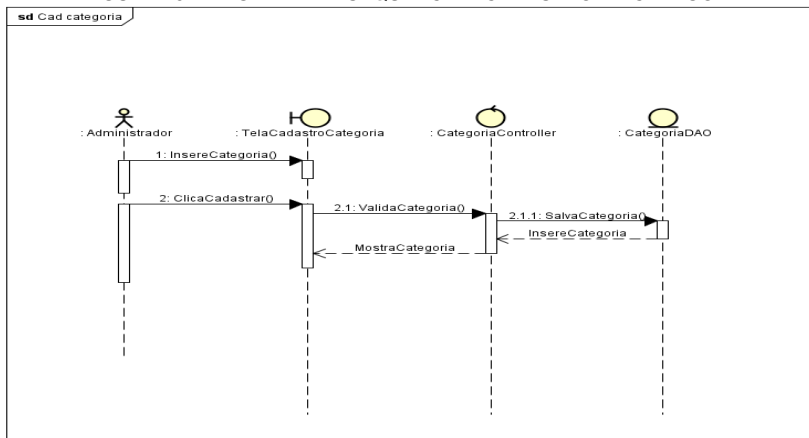 sd Cad categoria
: Administrador
: TelaCadastroCategoria
: CategoriaController
: CategoriaDAO
1: InsereCategoria()
2: ClicaCadastrar()
2.1: ValidaCategoria()
2.1.1: SalvaCategoria()
InsereCategoria
MostraCategoria